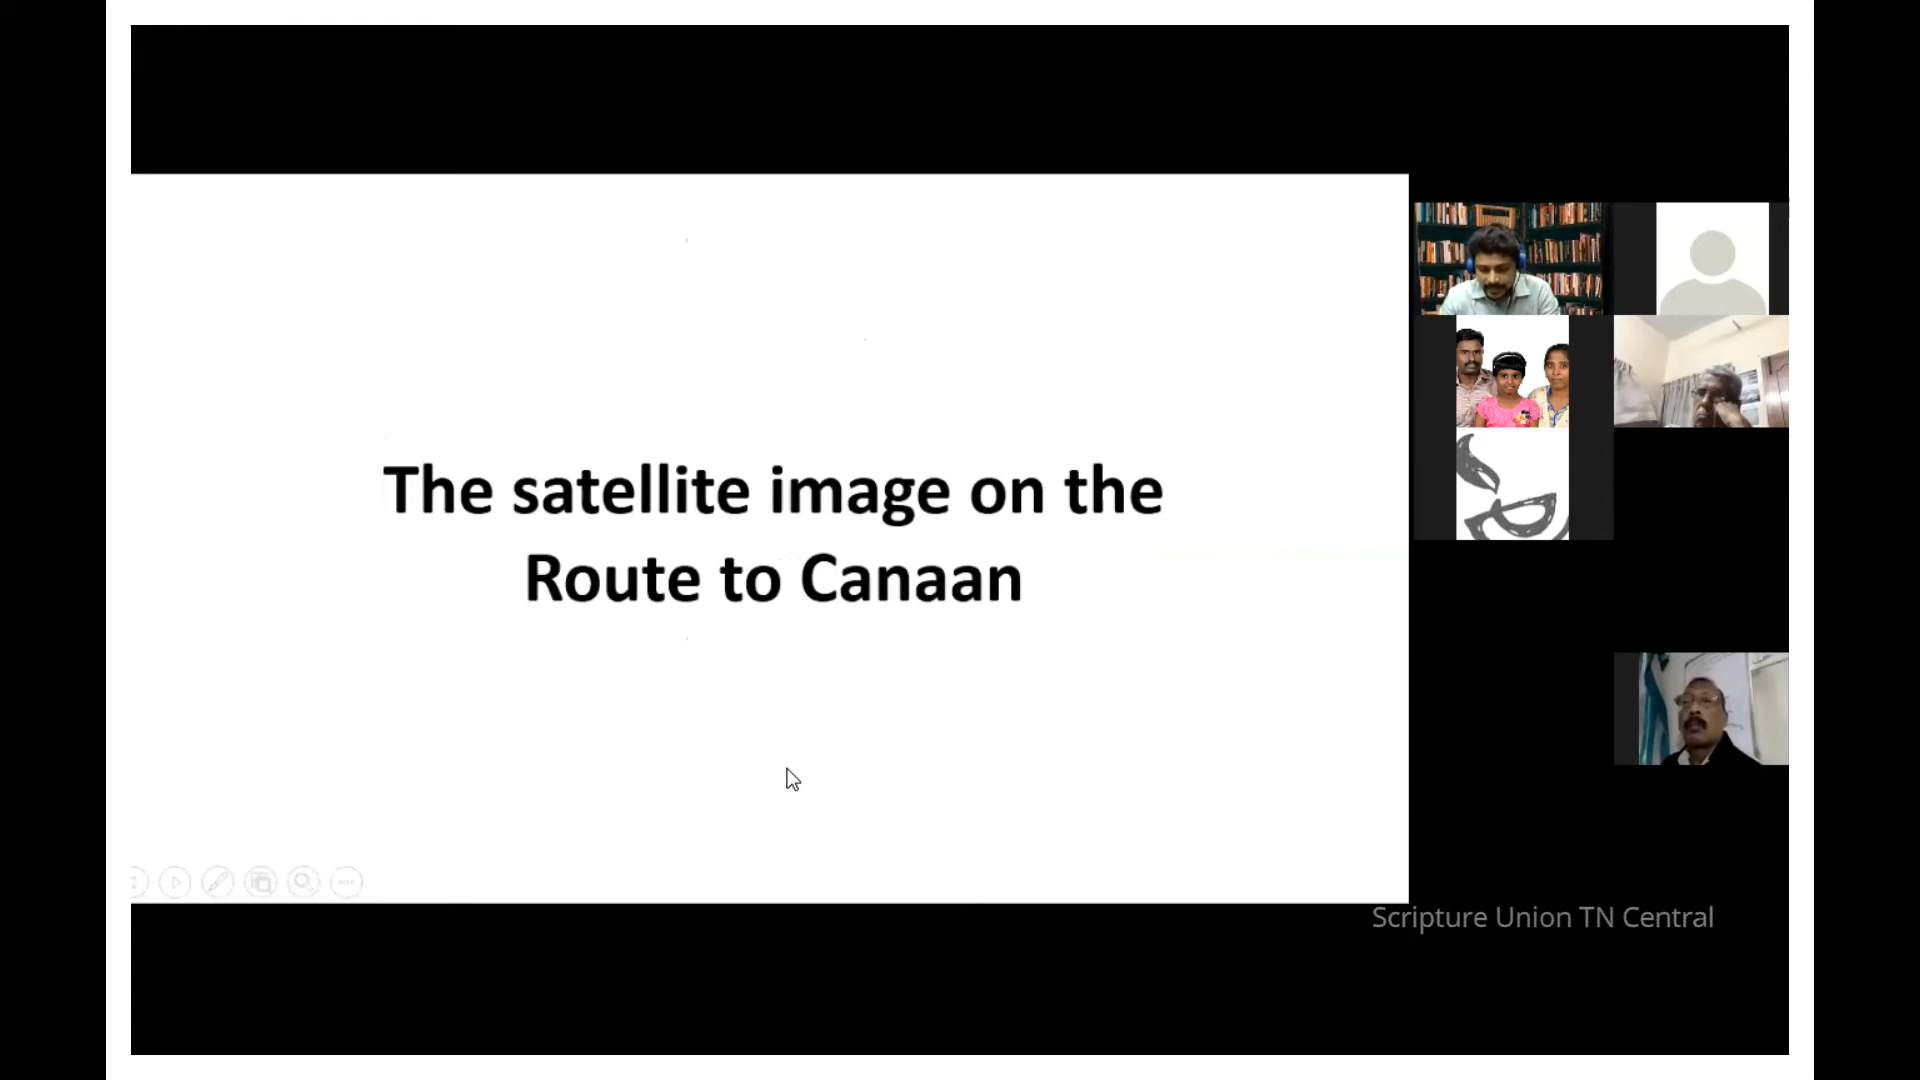 The satellite image on the
Route to Canaan
Scripture Union TN Central